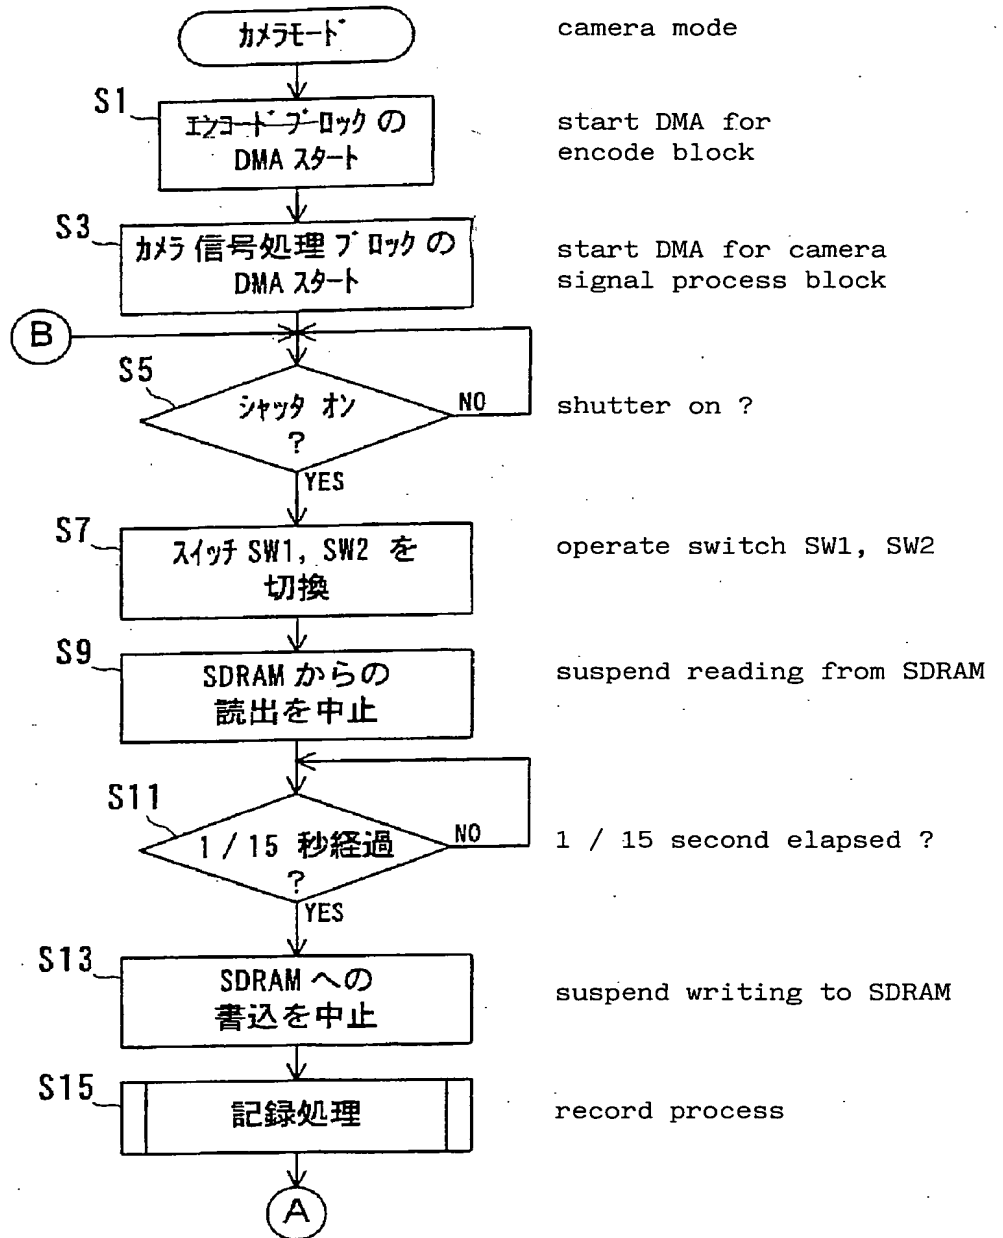 カメラモード
camera mode
S1
エンコードブロックの
DMA スタート
start DMA for
encode block
S3
カメラ信号処理ブロックの
DMA スタート
start DMA for camera
signal process block
B
S5
シャッタ オン
?
NO
shutter on ?
YES
S7
スイッチ SW1, SW2 を
切換
operate switch SW1, SW2
S9
SDRAM からの
読出を中止
suspend reading from SDRAM
S11
1 / 15 秒経過
?
NO
1 / 15 second elapsed ?
YES
S13
SDRAM への
書込を中止
suspend writing to SDRAM
S15
記録処理
record process
A